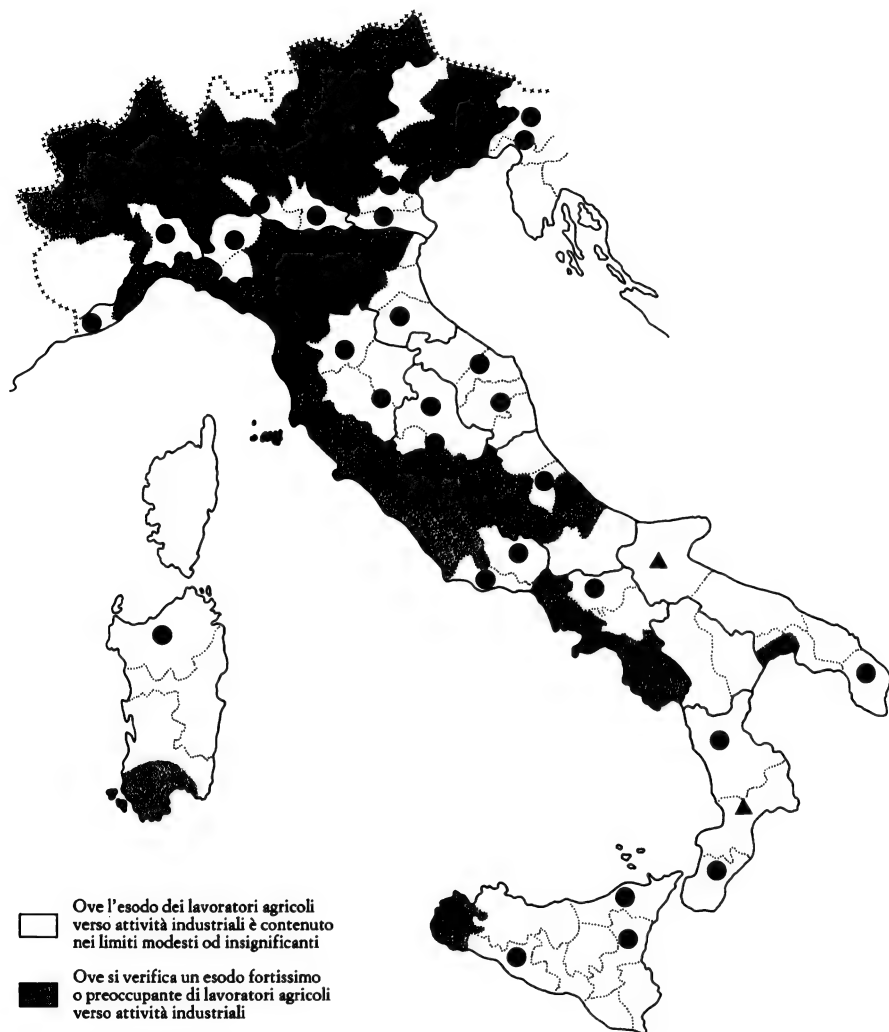 Ove l'esodo dei lavoratori agricoli
verso attività industriali è contenuto
nei limiti modesti od insignificanti
Ove si verifica un esodo fortissimo
o preoccupante di lavoratori agricoli
verso attività industriali